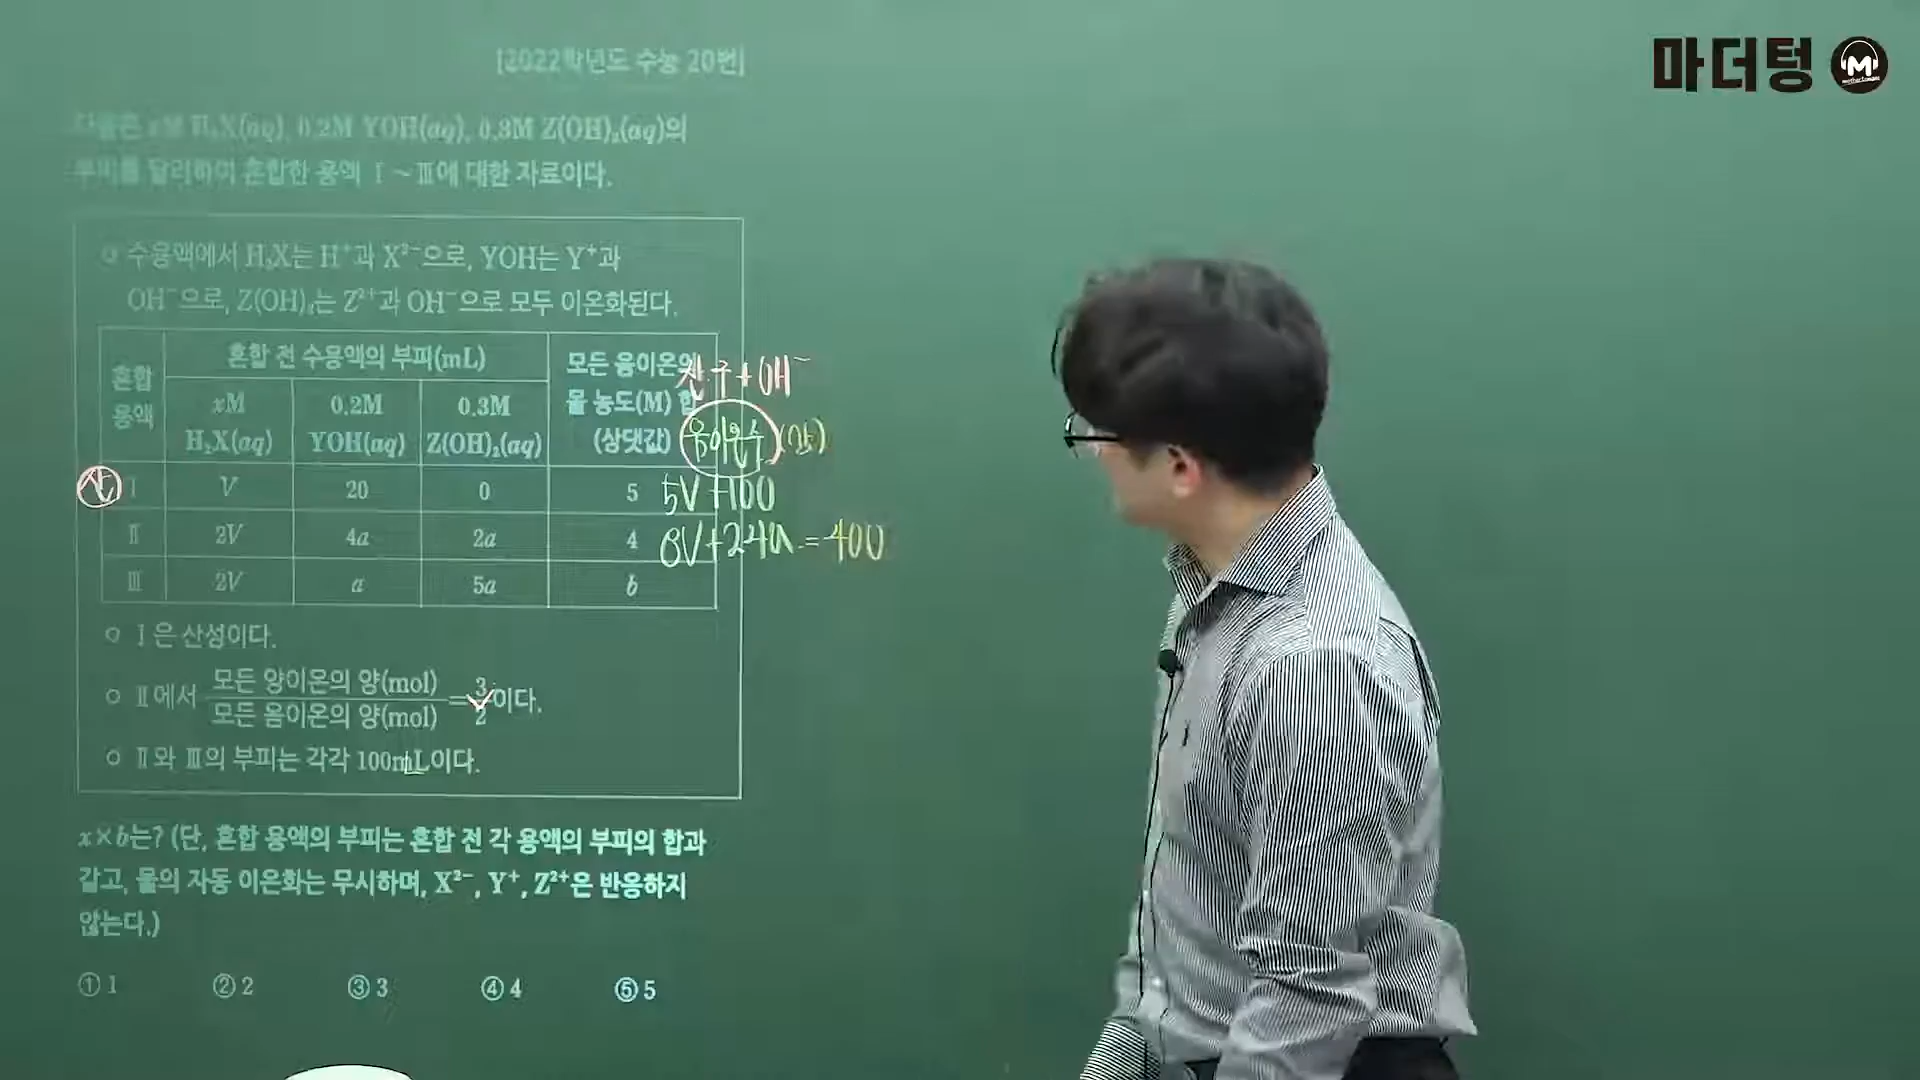 마더텅
[2022학년도 수능 20번]
다음은 xM H₂X(aq), 0.2M YOH(aq), 0.3M Z(OH)₂(aq)의
부피를 달리하여 혼합한 용액 Ⅰ~Ⅲ에 대한 자료이다.
○ 수용액에서 H₂X는 H⁺과 X²⁻으로, YOH는 Y⁺과
OH⁻으로, Z(OH)₂는 Z²⁺과 OH⁻으로 모두 이온화된다.
혼합 용액 혼합 전 수용액의 부피(mL) 모든 음이온의 몰 농도(M) 합 (상댓값)
xM H₂X(aq) 0.2M YOH(aq) 0.3M Z(OH)₂(aq)
산 구 + OH⁻
음이온수 (상)
산 Ⅰ V 20 0 5 5V+100
Ⅱ 2V 4a 2a 4 8V+24a=400
Ⅲ 2V a 5a b
○ Ⅰ은 산성이다.
○ Ⅱ에서 모든 양이온의 양(mol) / 모든 음이온의 양(mol) = 3/2 이다.
○ Ⅱ와 Ⅲ의 부피는 각각 100mL이다.
x×b는? (단, 혼합 용액의 부피는 혼합 전 각 용액의 부피의 합과
같고, 물의 자동 이온화는 무시하며, X²⁻, Y⁺, Z²⁺은 반응하지
않는다.)
① 1 ② 2 ③ 3 ④ 4 ⑤ 5